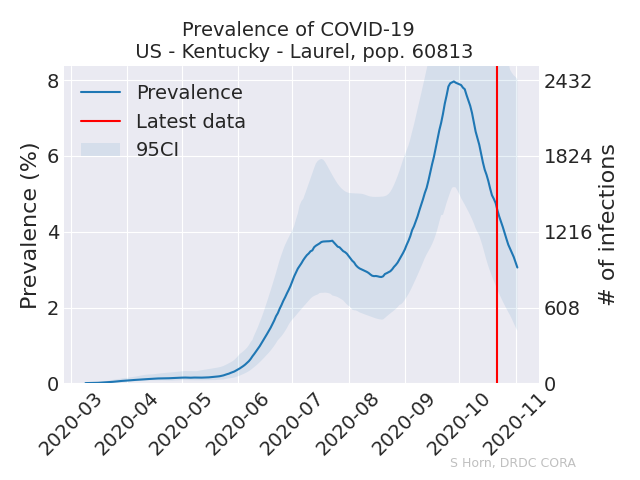 Prevalence of COVID-19
US - Kentucky - Laurel, pop. 60813
Prevalence
Latest data
95CI
Prevalence (%)
8
6
4
2
0
2432
1824
1216
608
0
# of infections
2020-03
2020-04
2020-05
2020-06
2020-07
2020-08
2020-09
2020-10
2020-11
S Horn, DRDC CORA